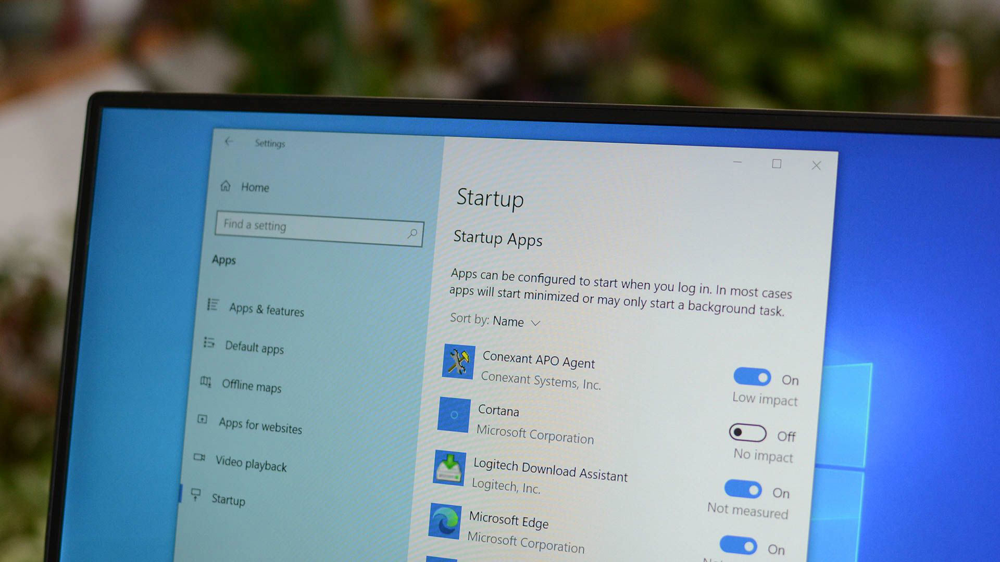 Settings
Home
Find a setting
Apps
Apps & features
Default apps
Offline maps
Apps for websites
Video playback
Startup
Startup
Startup Apps
Apps can be configured to start when you log in. In most cases
apps will start minimized or may only start a background task.
Sort by: Name
Conexant APO Agent
Conexant Systems, Inc.
On
Low impact
Cortana
Microsoft Corporation
Off
No impact
Logitech Download Assistant
Logitech, Inc.
On
Not measured
Microsoft Edge
Microsoft Corporation
On